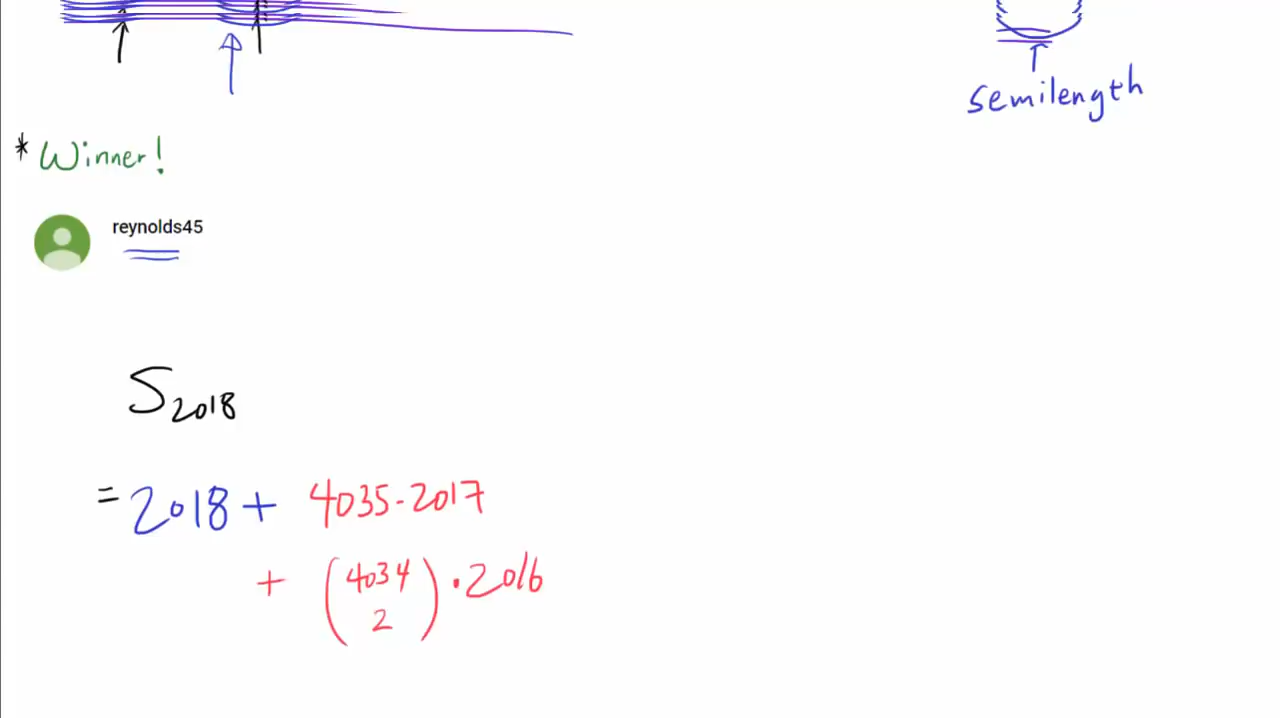 semilength
* Winner!
reynolds45
S₂₀₁₈
= 2018 + 4035·2017
+ (4034
2) · 2016